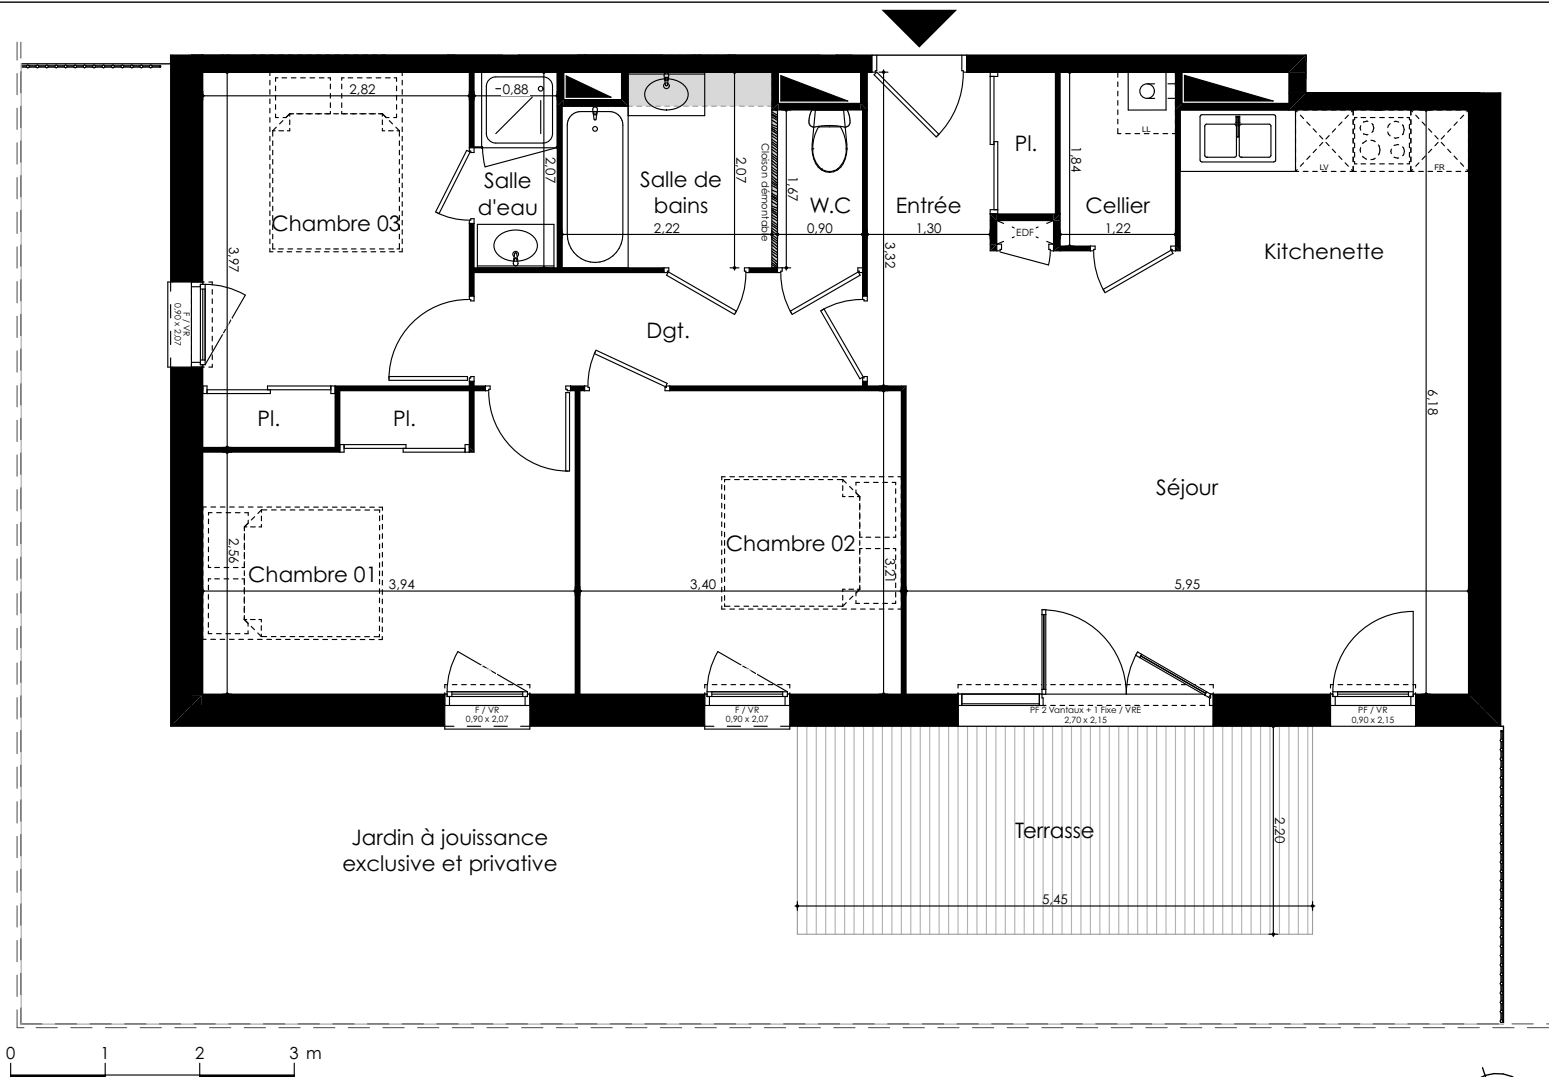 2,82
0,88
2,07
Salle
d'eau
Chambre 03
3,97
F / VR
0,90 x 2,07
Salle de
bains
2,22
2,07
Cloison démontable
1,67
W.C
0,90
Entrée
1,30
3,32
Pl.
EDF
LL
1,84
Cellier
1,22
LV
FR
Kitchenette
Dgt.
Pl.
Pl.
6,18
Séjour
2,56
Chambre 01
3,94
Chambre 02
3,40
3,21
5,95
F / VR
0,90 x 2,07
F / VR
0,90 x 2,07
PF 2 Vantaux + 1 Fixe / VRE
2,70 x 2,15
PF / VR
0,90 x 2,15
Jardin à jouissance
exclusive et privative
Terrasse
2,20
5,45
0 1 2 3 m